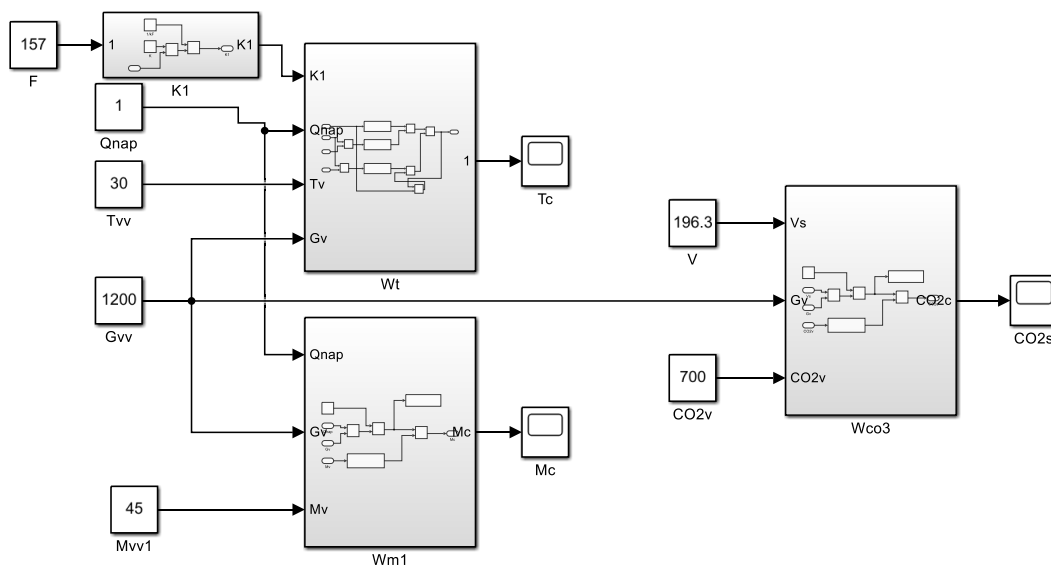 157
F
1
K1
K1
1
Qnap
30
Tvv
1200
Gvv
45
Mvv1
K1
Qnap
Tv
Gv
1
Wt
Tc
Qnap
Gv
Mv
Mc
Wm1
Mc
196.3
V
700
CO2v
Vs
Gv
CO2v
CO2c
Wco3
CO2s